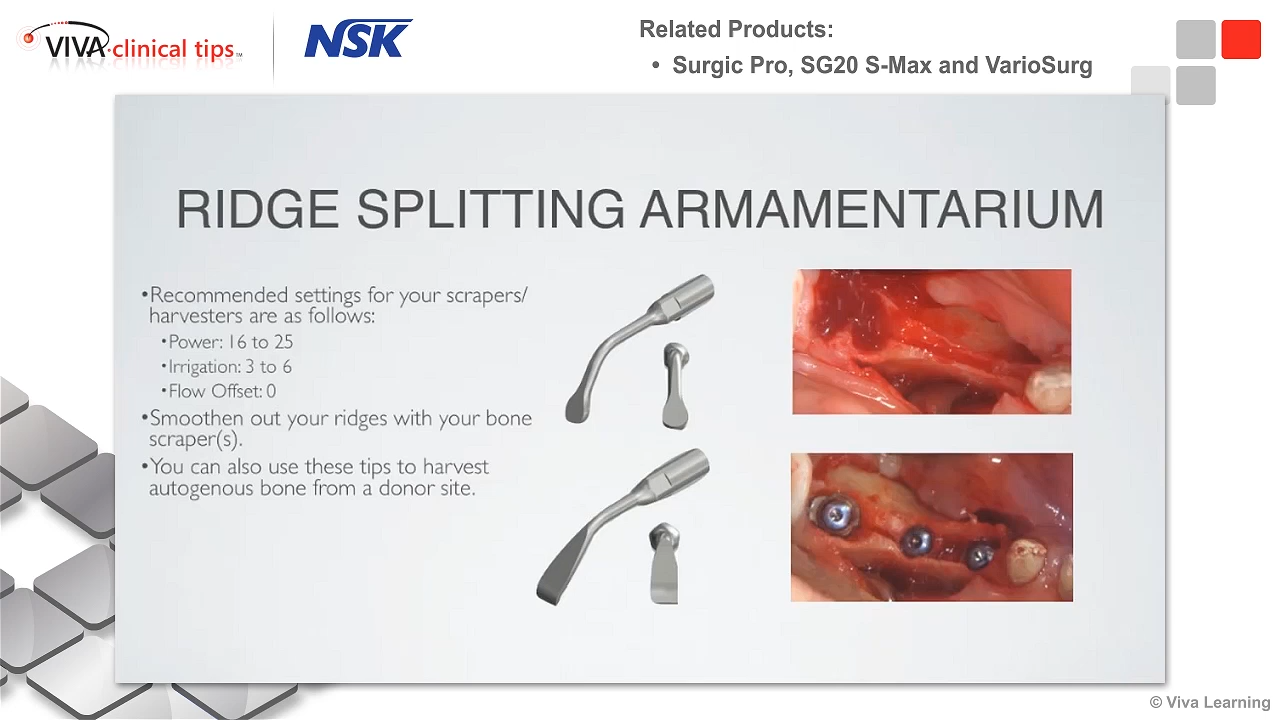 VIVA clinical tips™
NSK
Related Products:
• Surgic Pro, SG20 S-Max and VarioSurg
RIDGE SPLITTING ARMAMENTARIUM
•Recommended settings for your scrapers/
harvesters are as follows:
•Power: 16 to 25
•Irrigation: 3 to 6
•Flow Offset: 0
•Smoothen out your ridges with your bone
scraper(s).
•You can also use these tips to harvest
autogenous bone from a donor site.
© Viva Learning